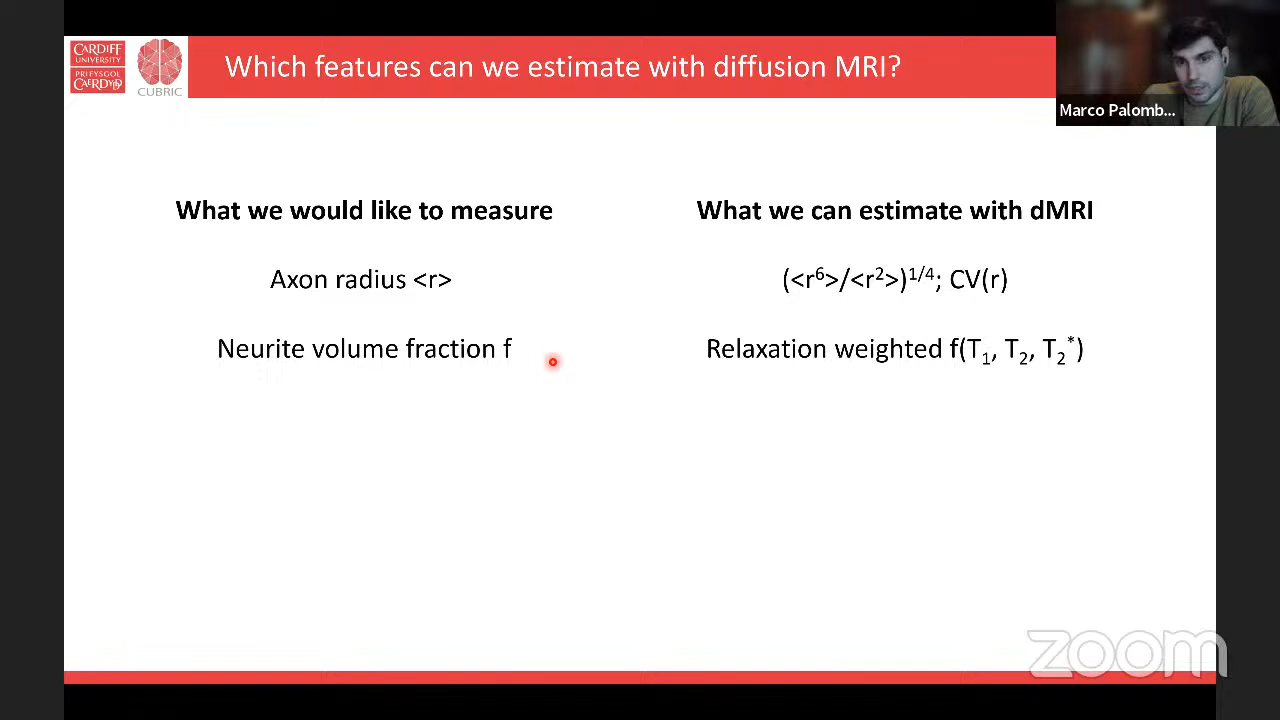 CARDIFF
UNIVERSITY
PRIFYSGOL
CAERDYDD
CUBRIC
Which features can we estimate with diffusion MRI?
Marco Palomb...
What we would like to measure
What we can estimate with dMRI
Axon radius <r>
(<r⁶>/<r²>)¹/⁴; CV(r)
Neurite volume fraction f
Relaxation weighted f(T₁, T₂, T₂*)
zoom